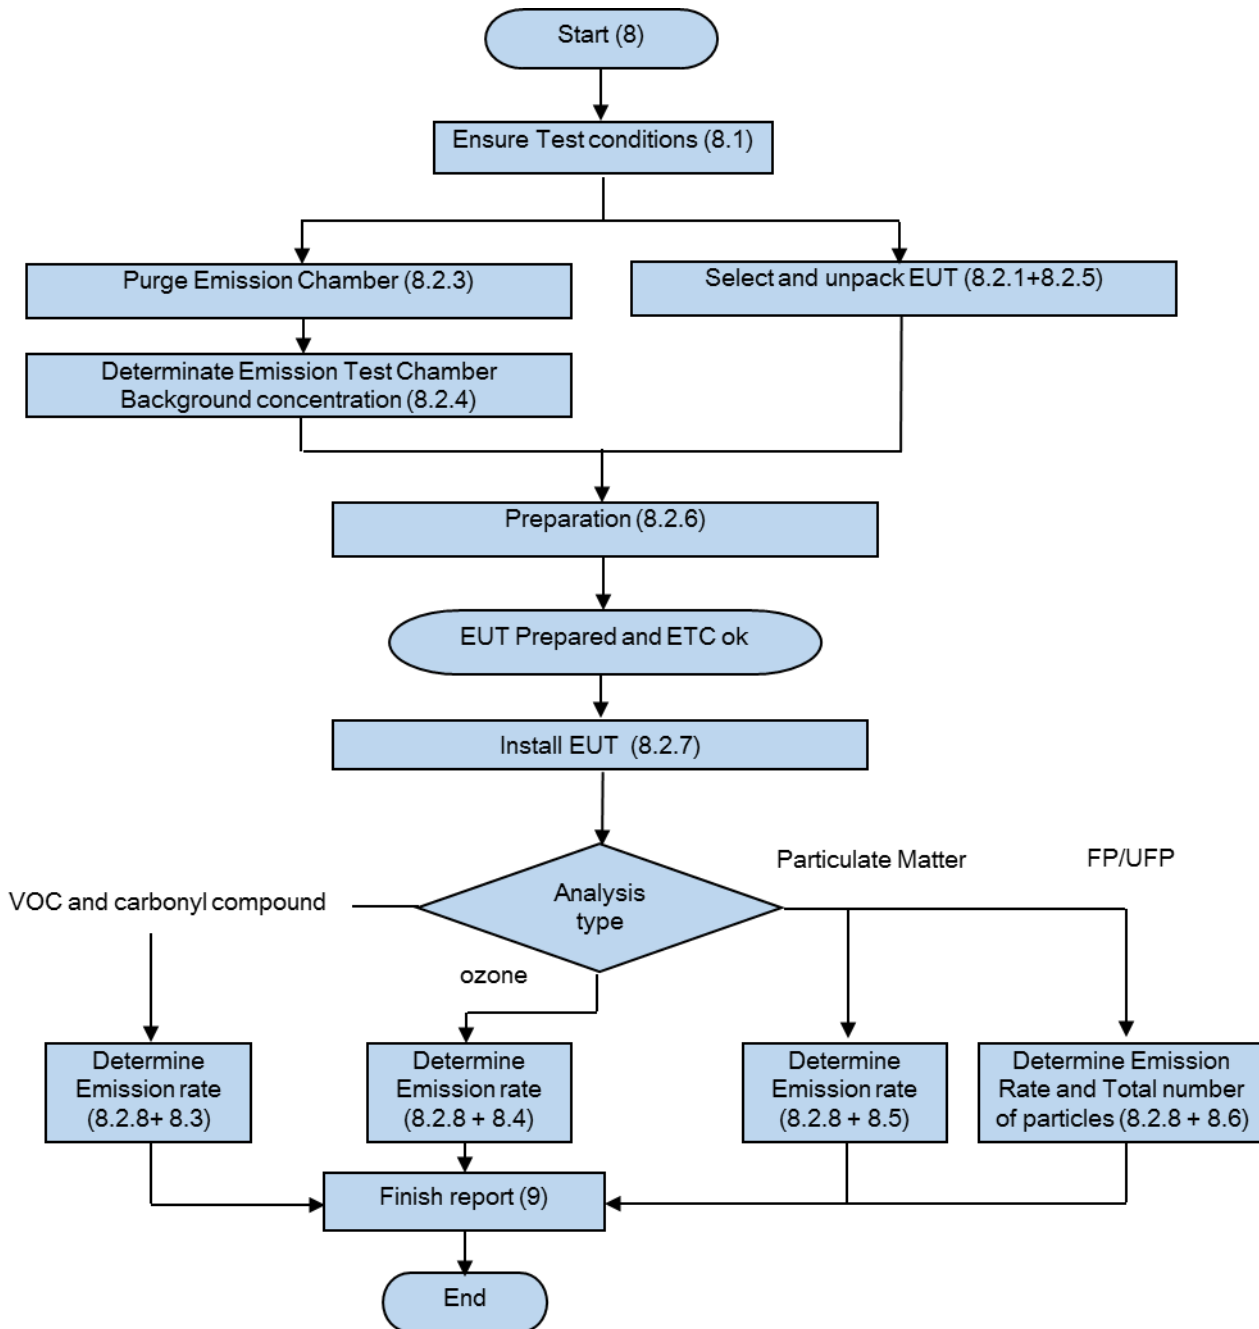 Start (8)
Ensure Test conditions (8.1)
Purge Emission Chamber (8.2.3)
Select and unpack EUT (8.2.1+8.2.5)
Determinate Emission Test Chamber
Background concentration (8.2.4)
Preparation (8.2.6)
EUT Prepared and ETC ok
Install EUT (8.2.7)
Analysis
type
VOC and carbonyl compound
ozone
Particulate Matter
FP/UFP
Determine
Emission rate
(8.2.8+ 8.3)
Determine
Emission rate
(8.2.8 + 8.4)
Determine
Emission rate
(8.2.8 + 8.5)
Determine Emission
Rate and Total number
of particles (8.2.8 + 8.6)
Finish report (9)
End